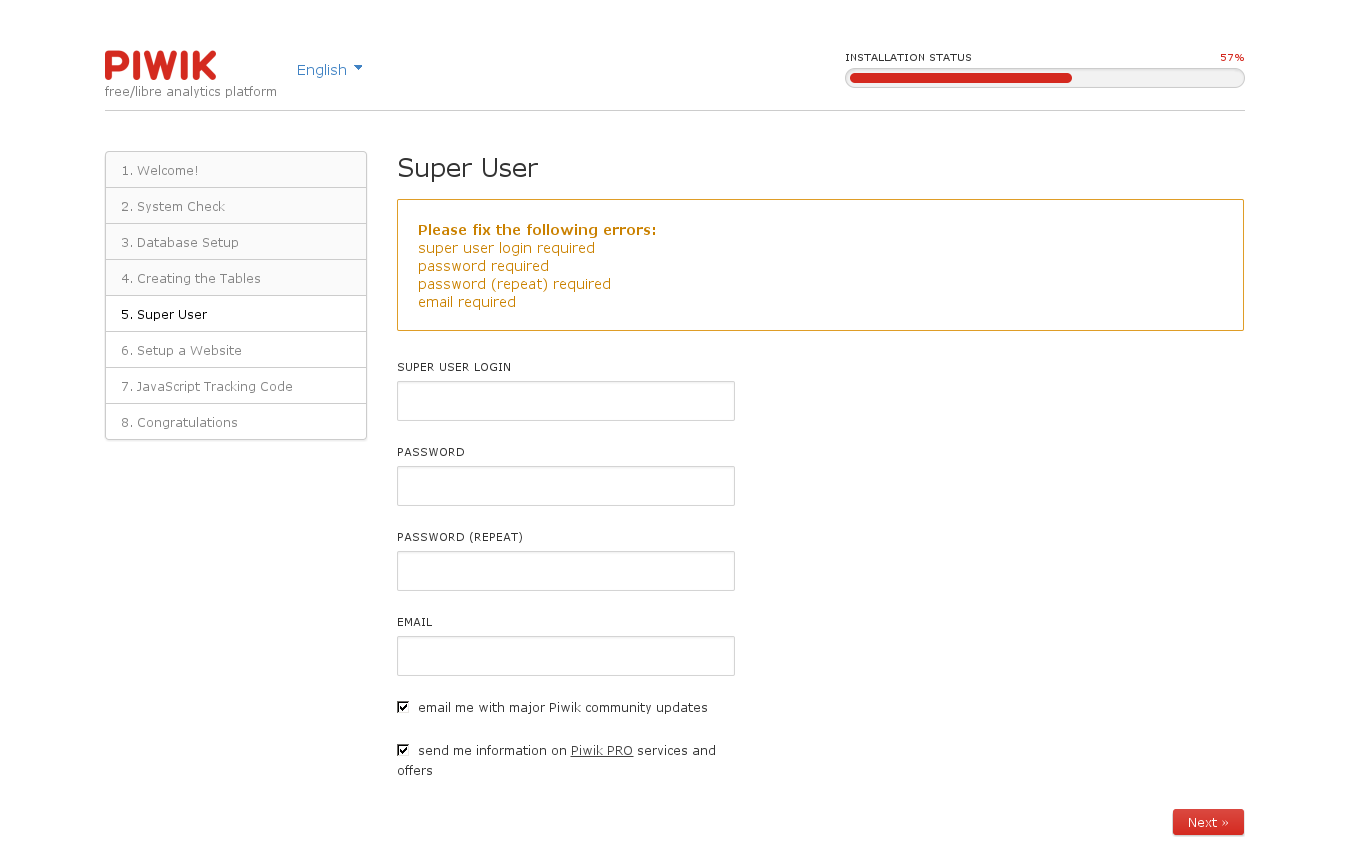 PIWIK
free/libre analytics platform
English
INSTALLATION STATUS 57%
1. Welcome!
2. System Check
3. Database Setup
4. Creating the Tables
5. Super User
6. Setup a Website
7. JavaScript Tracking Code
8. Congratulations
Super User
Please fix the following errors:
super user login required
password required
password (repeat) required
email required
SUPER USER LOGIN
PASSWORD
PASSWORD (REPEAT)
EMAIL
email me with major Piwik community updates
send me information on Piwik PRO services and
offers
Next »